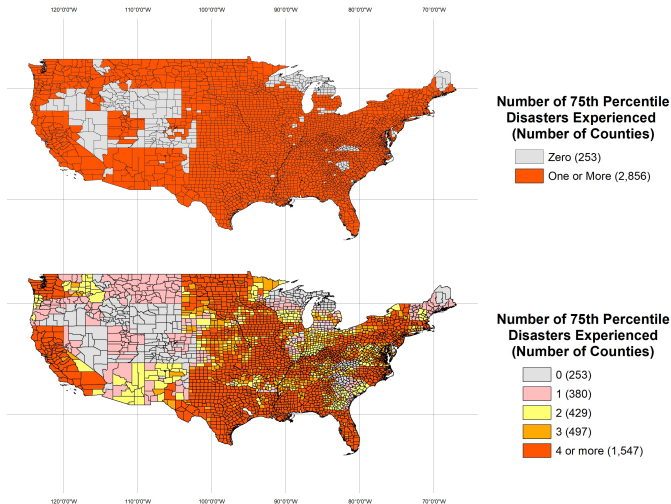 120°0'0"W 110°0'0"W 100°0'0"W 90°0'0"W 80°0'0"W 70°0'0"W
Number of 75th Percentile
Disasters Experienced
(Number of Counties)
Zero (253)
One or More (2,856)
Number of 75th Percentile
Disasters Experienced
(Number of Counties)
0 (253)
1 (380)
2 (429)
3 (497)
4 or more (1,547)
120°0'0"W 110°0'0"W 100°0'0"W 90°0'0"W 80°0'0"W 70°0'0"W